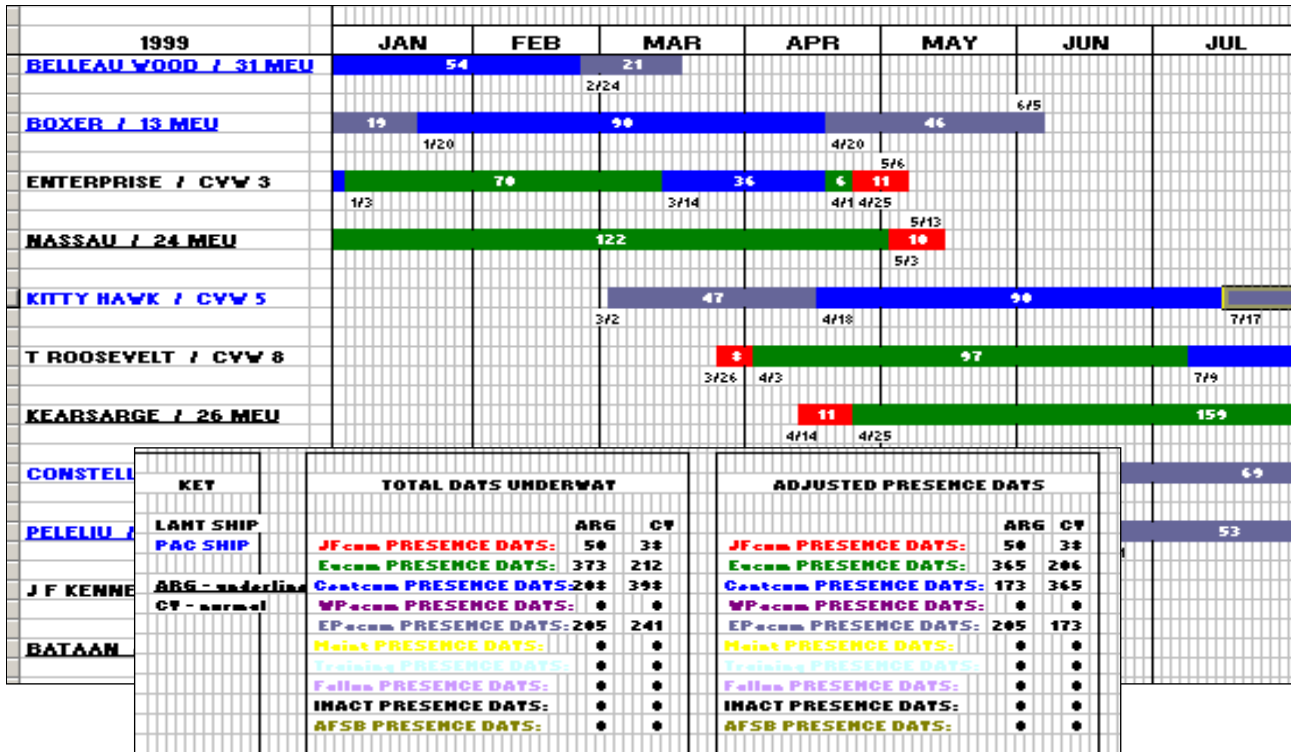 1999 JAN FEB MAR APR MAY JUN JUL
BELLEAU WOOD / 31 MEU 54 21
2/24
6/5
BOXER / 13 MEU 19 90 46
1/20 4/20
5/6
ENTERPRISE / CVW 3 70 36 6 11
1/3 3/14 4/1 4/25
5/13
NASSAU / 24 MEU 122 10
5/3
KITTY HAWK / CVW 5 47 90
3/2 4/18 7/17
T ROOSEVELT / CVW 8 8 97
3/26 4/3 7/9
KEARSARGE / 26 MEU 11 159
4/14 4/25
CONSTELL 69
PELELIU / 53
J F KENNE
BATAAN
KEY
LANT SHIP
PAC SHIP
ARG - underline
CV - normal
TOTAL DAYS UNDERWAY
ARG CV
JFcom PRESENCE DAYS: 50 38
Eucom PRESENCE DAYS: 373 212
Centcom PRESENCE DAYS: 208 398
WPacom PRESENCE DAYS: 0 0
EPacom PRESENCE DAYS: 205 241
Maint PRESENCE DAYS: 0 0
Training PRESENCE DAYS: 0 0
Fallon PRESENCE DAYS: 0 0
INACT PRESENCE DAYS: 0 0
AFSB PRESENCE DAYS: 0 0
ADJUSTED PRESENCE DAYS
ARG CV
JFcom PRESENCE DAYS: 50 38
Eucom PRESENCE DAYS: 365 206
Centcom PRESENCE DAYS: 173 365
WPacom PRESENCE DAYS: 0 0
EPacom PRESENCE DAYS: 205 173
Maint PRESENCE DAYS: 0 0
Training PRESENCE DAYS: 0 0
Fallon PRESENCE DAYS: 0 0
INACT PRESENCE DAYS: 0 0
AFSB PRESENCE DAYS: 0 0